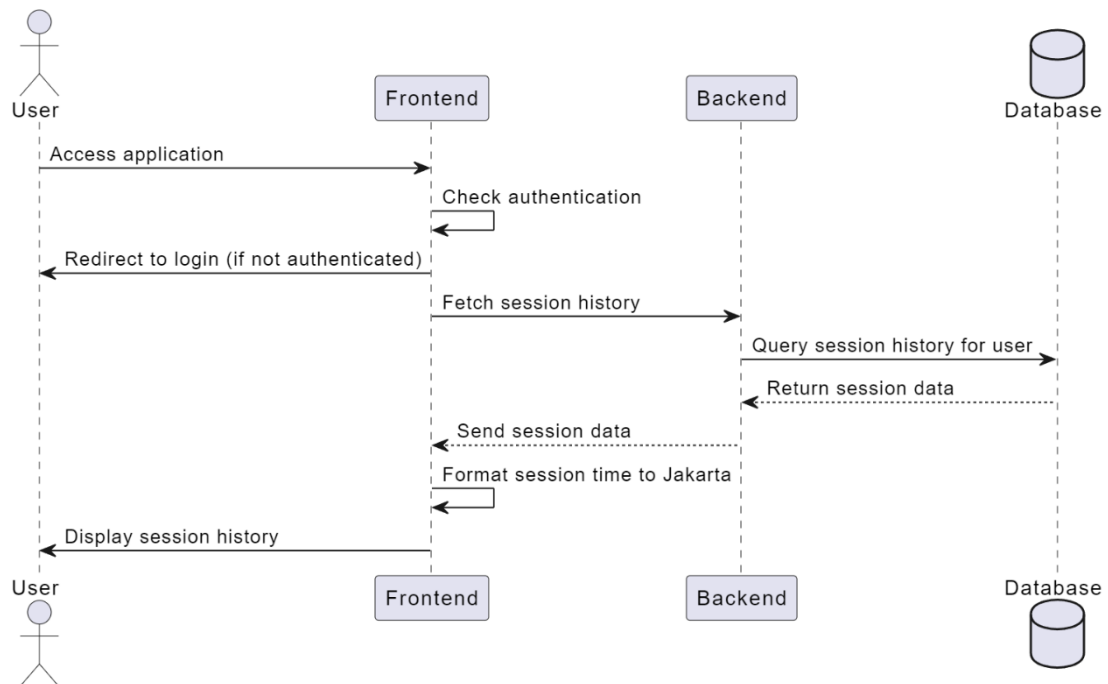 User
Frontend
Backend
Database
Access application
Check authentication
Redirect to login (if not authenticated)
Fetch session history
Query session history for user
Return session data
Send session data
Format session time to Jakarta
Display session history
User
Frontend
Backend
Database